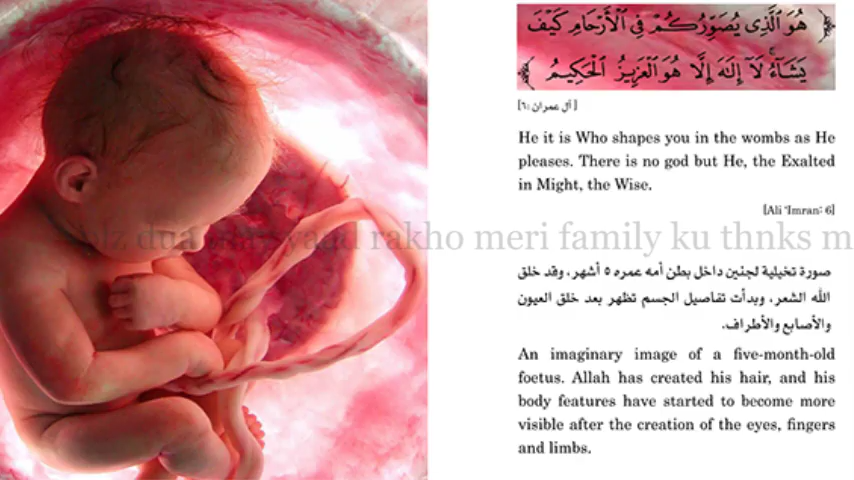 هُوَ الَّذِى يُصَوِّرُكُمْ فِى الْأَرْحَامِ كَيْفَ
يَشَآءُ ۚ لَآ إِلَٰهَ إِلَّا هُوَ الْعَزِيزُ الْحَكِيمُ
[آل عمران :٦]
He it is Who shapes you in the wombs as He
pleases. There is no god but He, the Exalted
in Might, the Wise.
[Ali 'Imran: 6]
plz dua yaad rakho meri family ku thnks m
صورة تخيلية لجنين داخل بطن أمه عمره ٥ أشهر، وقد خلق
الله الشعر، وبدأت تفاصيل الجسم تظهر بعد خلق العيون
والأصابع والأطراف.
An imaginary image of a five-month-old
foetus. Allah has created his hair, and his
body features have started to become more
visible after the creation of the eyes, fingers
and limbs.